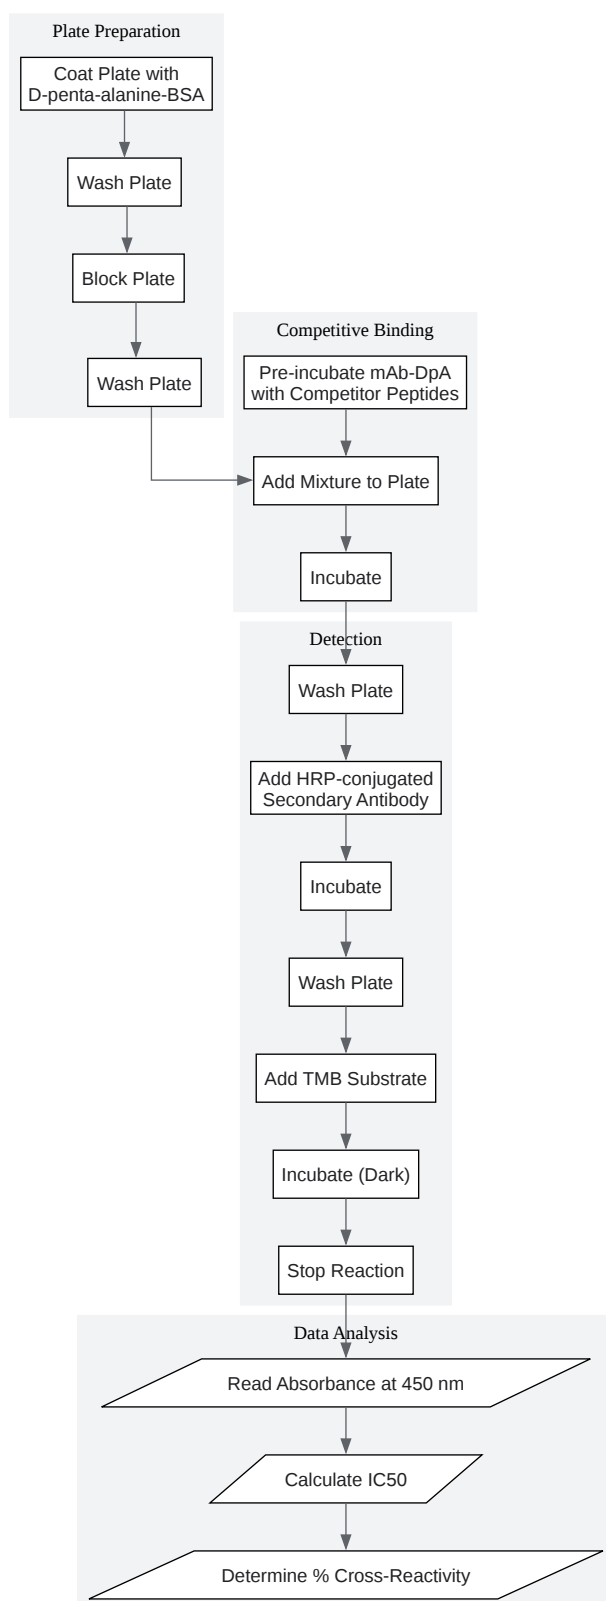 Plate Preparation
Coat Plate with
D-penta-alanine-BSA
Wash Plate
Block Plate
Wash Plate
Competitive Binding
Pre-incubate mAb-DpA
with Competitor Peptides
Add Mixture to Plate
Incubate
Detection
Wash Plate
Add HRP-conjugated
Secondary Antibody
Incubate
Wash Plate
Add TMB Substrate
Incubate (Dark)
Stop Reaction
Data Analysis
Read Absorbance at 450 nm
Calculate IC50
Determine % Cross-Reactivity